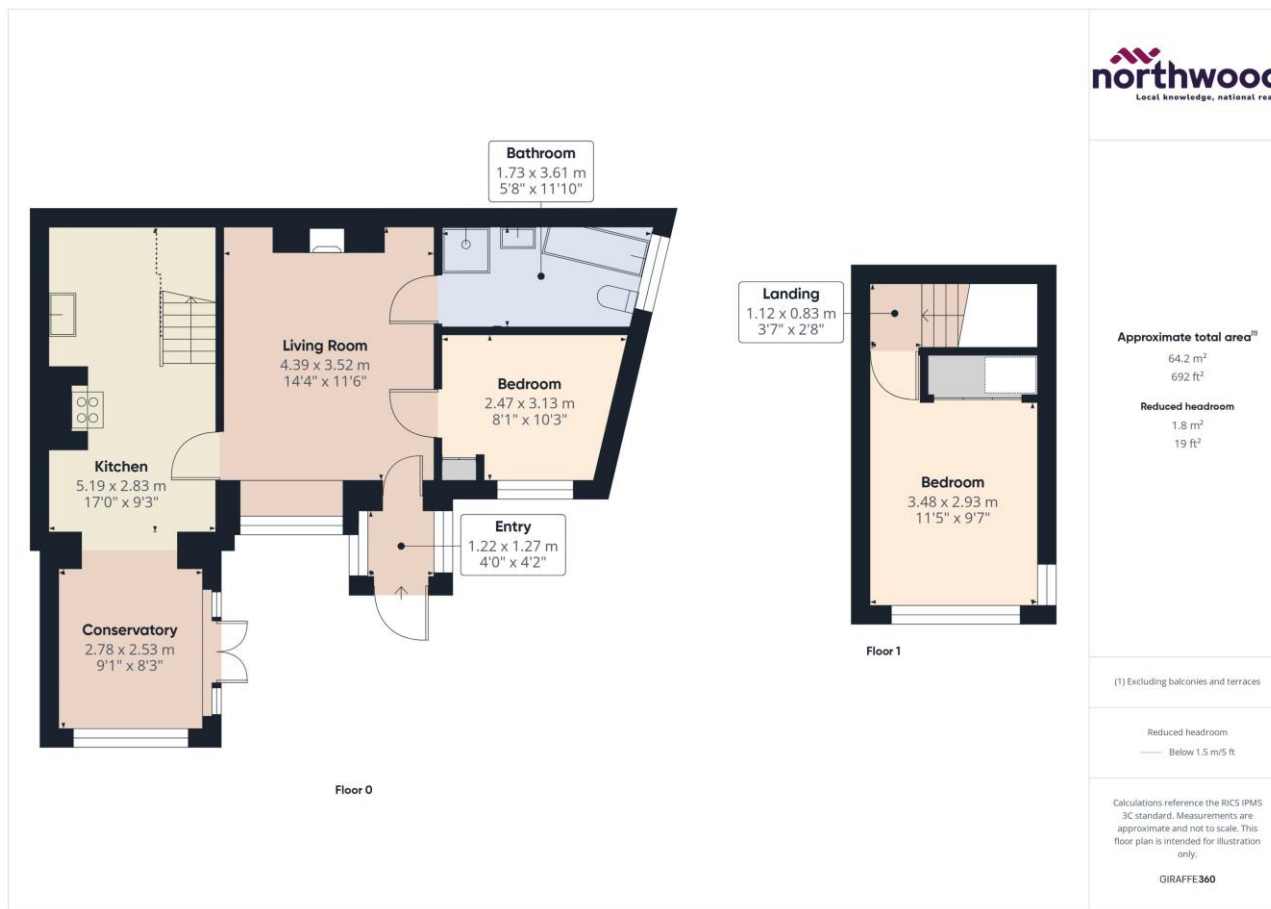 northwood
Local knowledge, national
Bathroom
1.73 x 3.61 m
5'8" x 11'10"
Living Room
4.39 x 3.52 m
14'4" x 11'6"
Bedroom
2.47 x 3.13 m
8'1" x 10'3"
Kitchen
5.19 x 2.83 m
17'0" x 9'3"
Entry
1.22 x 1.27 m
4'0" x 4'2"
Conservatory
2.78 x 2.53 m
9'1" x 8'3"
Floor 0
Landing
1.12 x 0.83 m
3'7" x 2'8"
Bedroom
3.48 x 2.93 m
11'5" x 9'7"
Floor 1
Approximate total area(1)
64.2 m²
692 ft²
Reduced headroom
1.8 m²
19 ft²
(1) Excluding balconies and terraces
Reduced headroom
Below 1.5 m/5 ft
Calculations reference the RICS IPMS
3C standard. Measurements are
approximate and not to scale. This
floor plan is intended for illustration
only.
GIRAFFE360